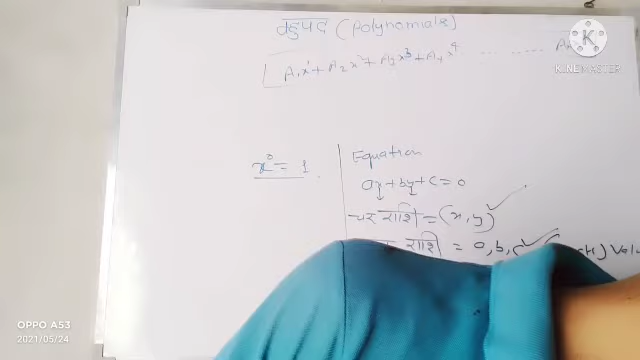 बहुपद (Polynomials)
A₁x¹ + A₂x² + A₃x³ + A₄x⁴ ... ......
x⁰ = 1
Equation
ax + by + c = 0
चर राशि = (x, y)
राशि = a, b, c Valu
KINEMASTER
OPPO A53
2021/05/24